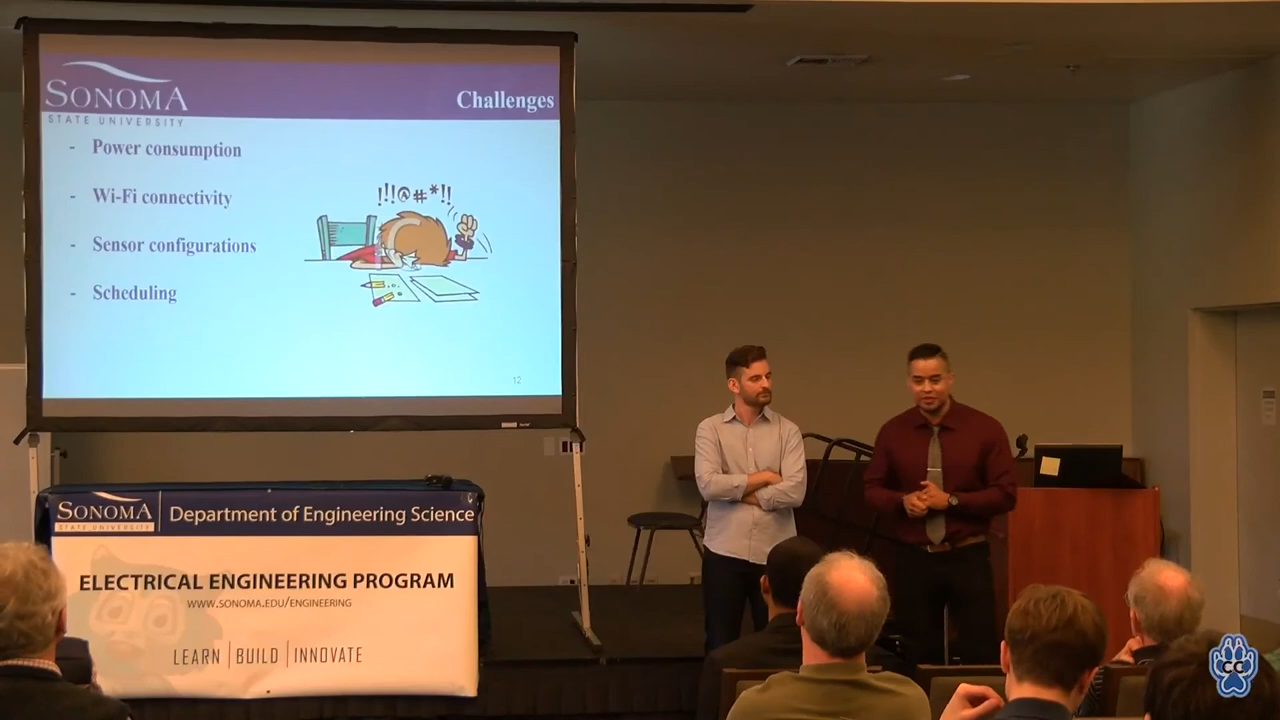 SONOMA
STATE UNIVERSITY
Challenges
- Power consumption
- Wi-Fi connectivity
- Sensor configurations
- Scheduling
!!!@#*!!
12
SONOMA
STATE UNIVERSITY
Department of Engineering Science
ELECTRICAL ENGINEERING PROGRAM
WWW.SONOMA.EDU/ENGINEERING
LEARN | BUILD | INNOVATE
CC